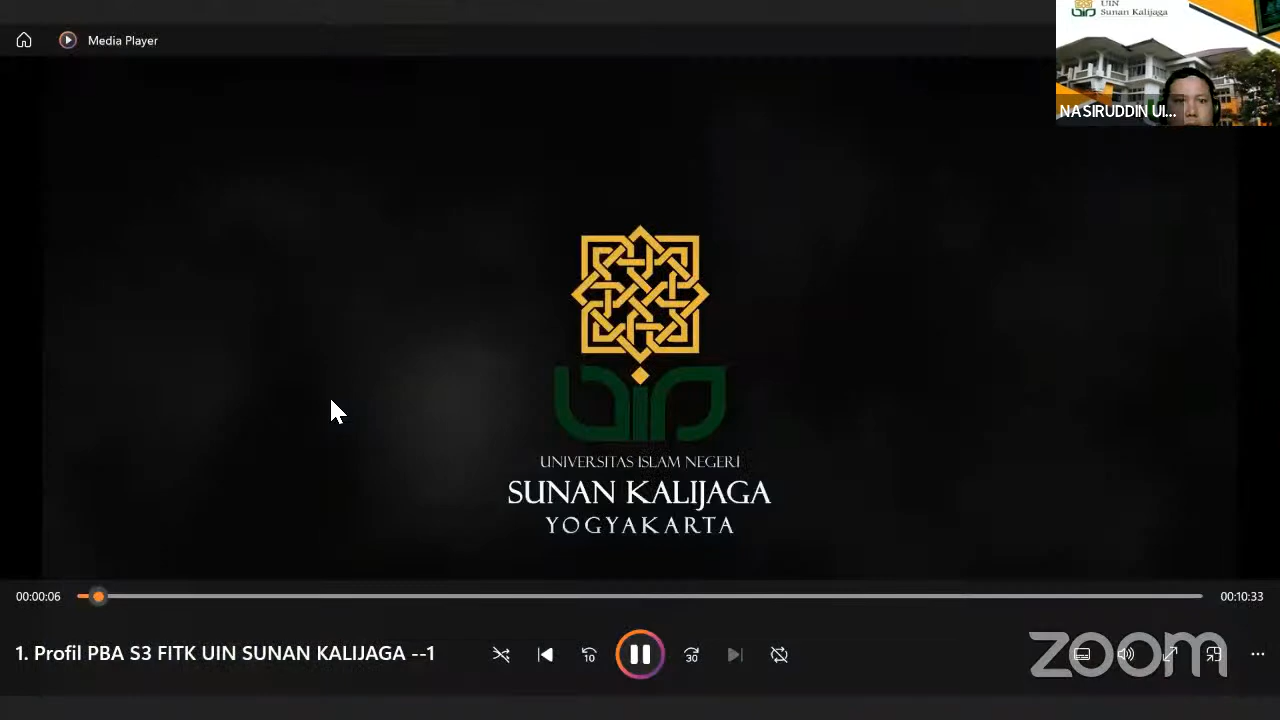 Media Player
UIN
Sunan Kalijaga
NASIRUDDIN UI...
uin
UNIVERSITAS ISLAM NEGERI
SUNAN KALIJAGA
YOGYAKARTA
00:00:06
00:10:33
1. Profil PBA S3 FITK UIN SUNAN KALIJAGA --1
10
30
zoom